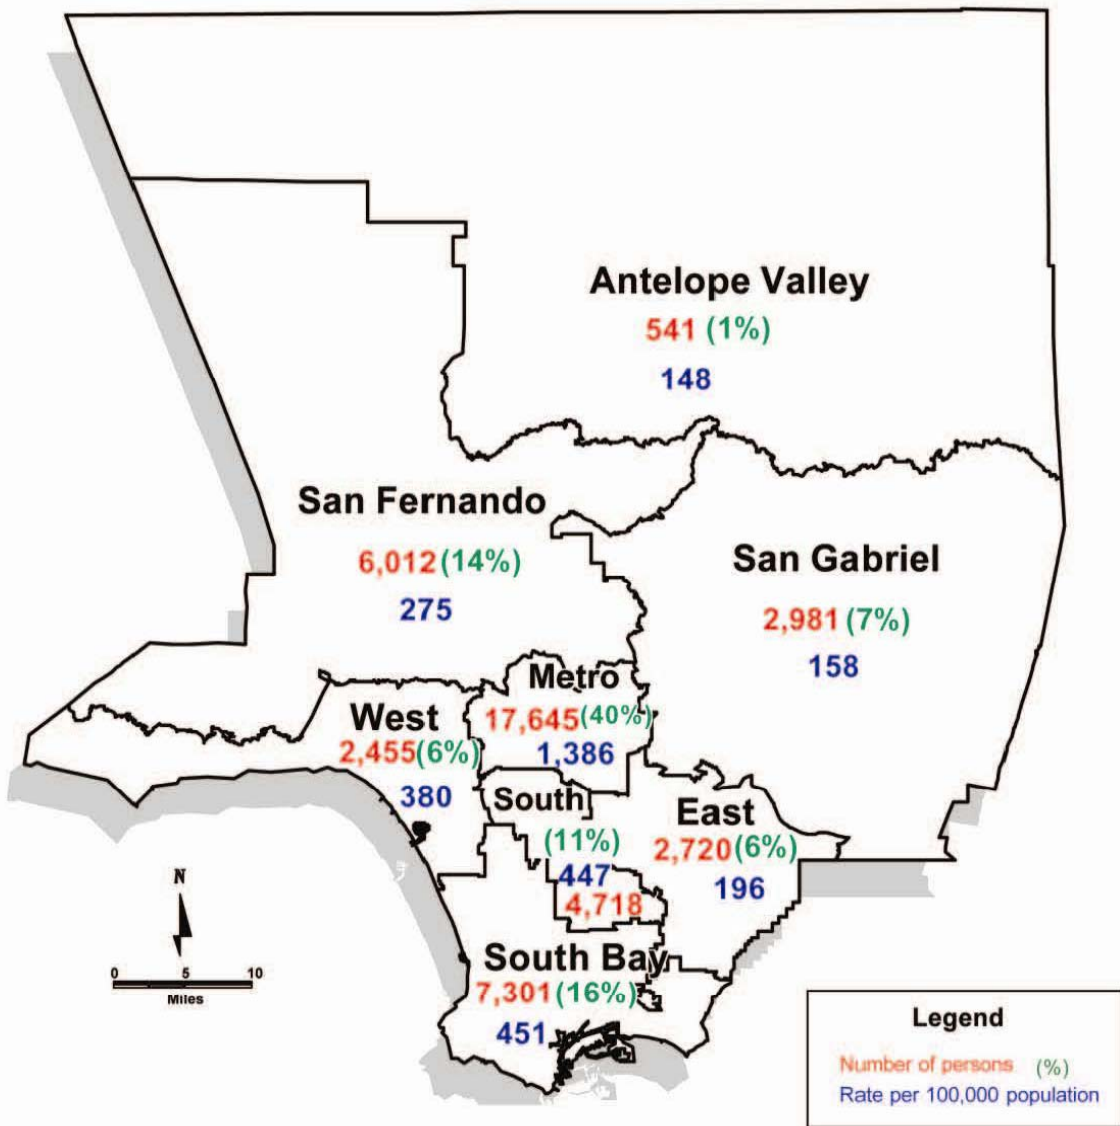 Antelope Valley
541 (1%)
148
San Fernando
6,012 (14%)
275
San Gabriel
2,981 (7%)
158
Metro
17,645 (40%)
1,386
West
2,455 (6%)
380
South
(11%)
447
4,718
East
2,720 (6%)
196
South Bay
7,301 (16%)
451
N
0 5 10
Miles
Legend
Number of persons (%)
Rate per 100,000 population